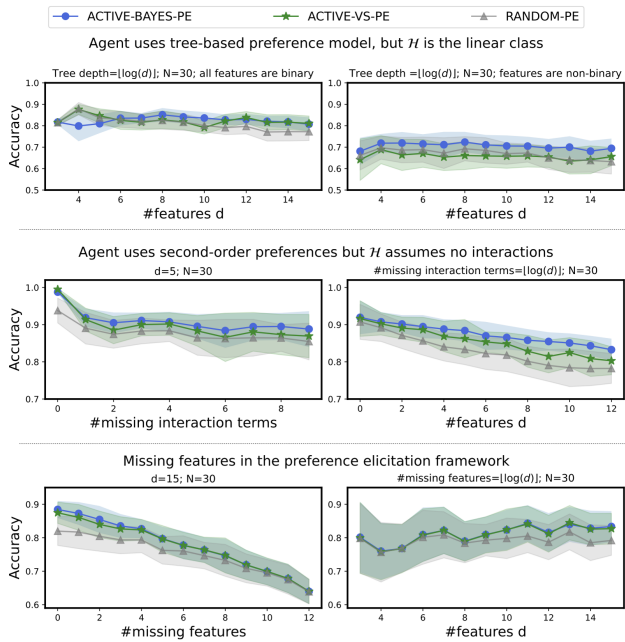 ACTIVE-BAYES-PE ACTIVE-VS-PE RANDOM-PE
Agent uses tree-based preference model, but ℋ is the linear class
Tree depth=⌊log(d)⌋; N=30; all features are binary
Accuracy
1.0
0.9
0.8
0.7
0.6
0.5
4 6 8 10 12 14
#features d
Tree depth =⌊log(d)⌋; N=30; features are non-binary
1.0
0.9
0.8
0.7
0.6
0.5
4 6 8 10 12 14
#features d
Agent uses second-order preferences but ℋ assumes no interactions
d=5; N=30
Accuracy
1.0
0.9
0.8
0.7
0 2 4 6 8
#missing interaction terms
#missing interaction terms=⌊log(d)⌋; N=30
1.0
0.9
0.8
0.7
0 2 4 6 8 10 12
#features d
Missing features in the preference elicitation framework
d=15; N=30
Accuracy
0.9
0.8
0.7
0.6
0 2 4 6 8 10 12
#missing features
#missing features=⌊log(d)⌋; N=30
0.9
0.8
0.7
0.6
4 6 8 10 12 14
#features d